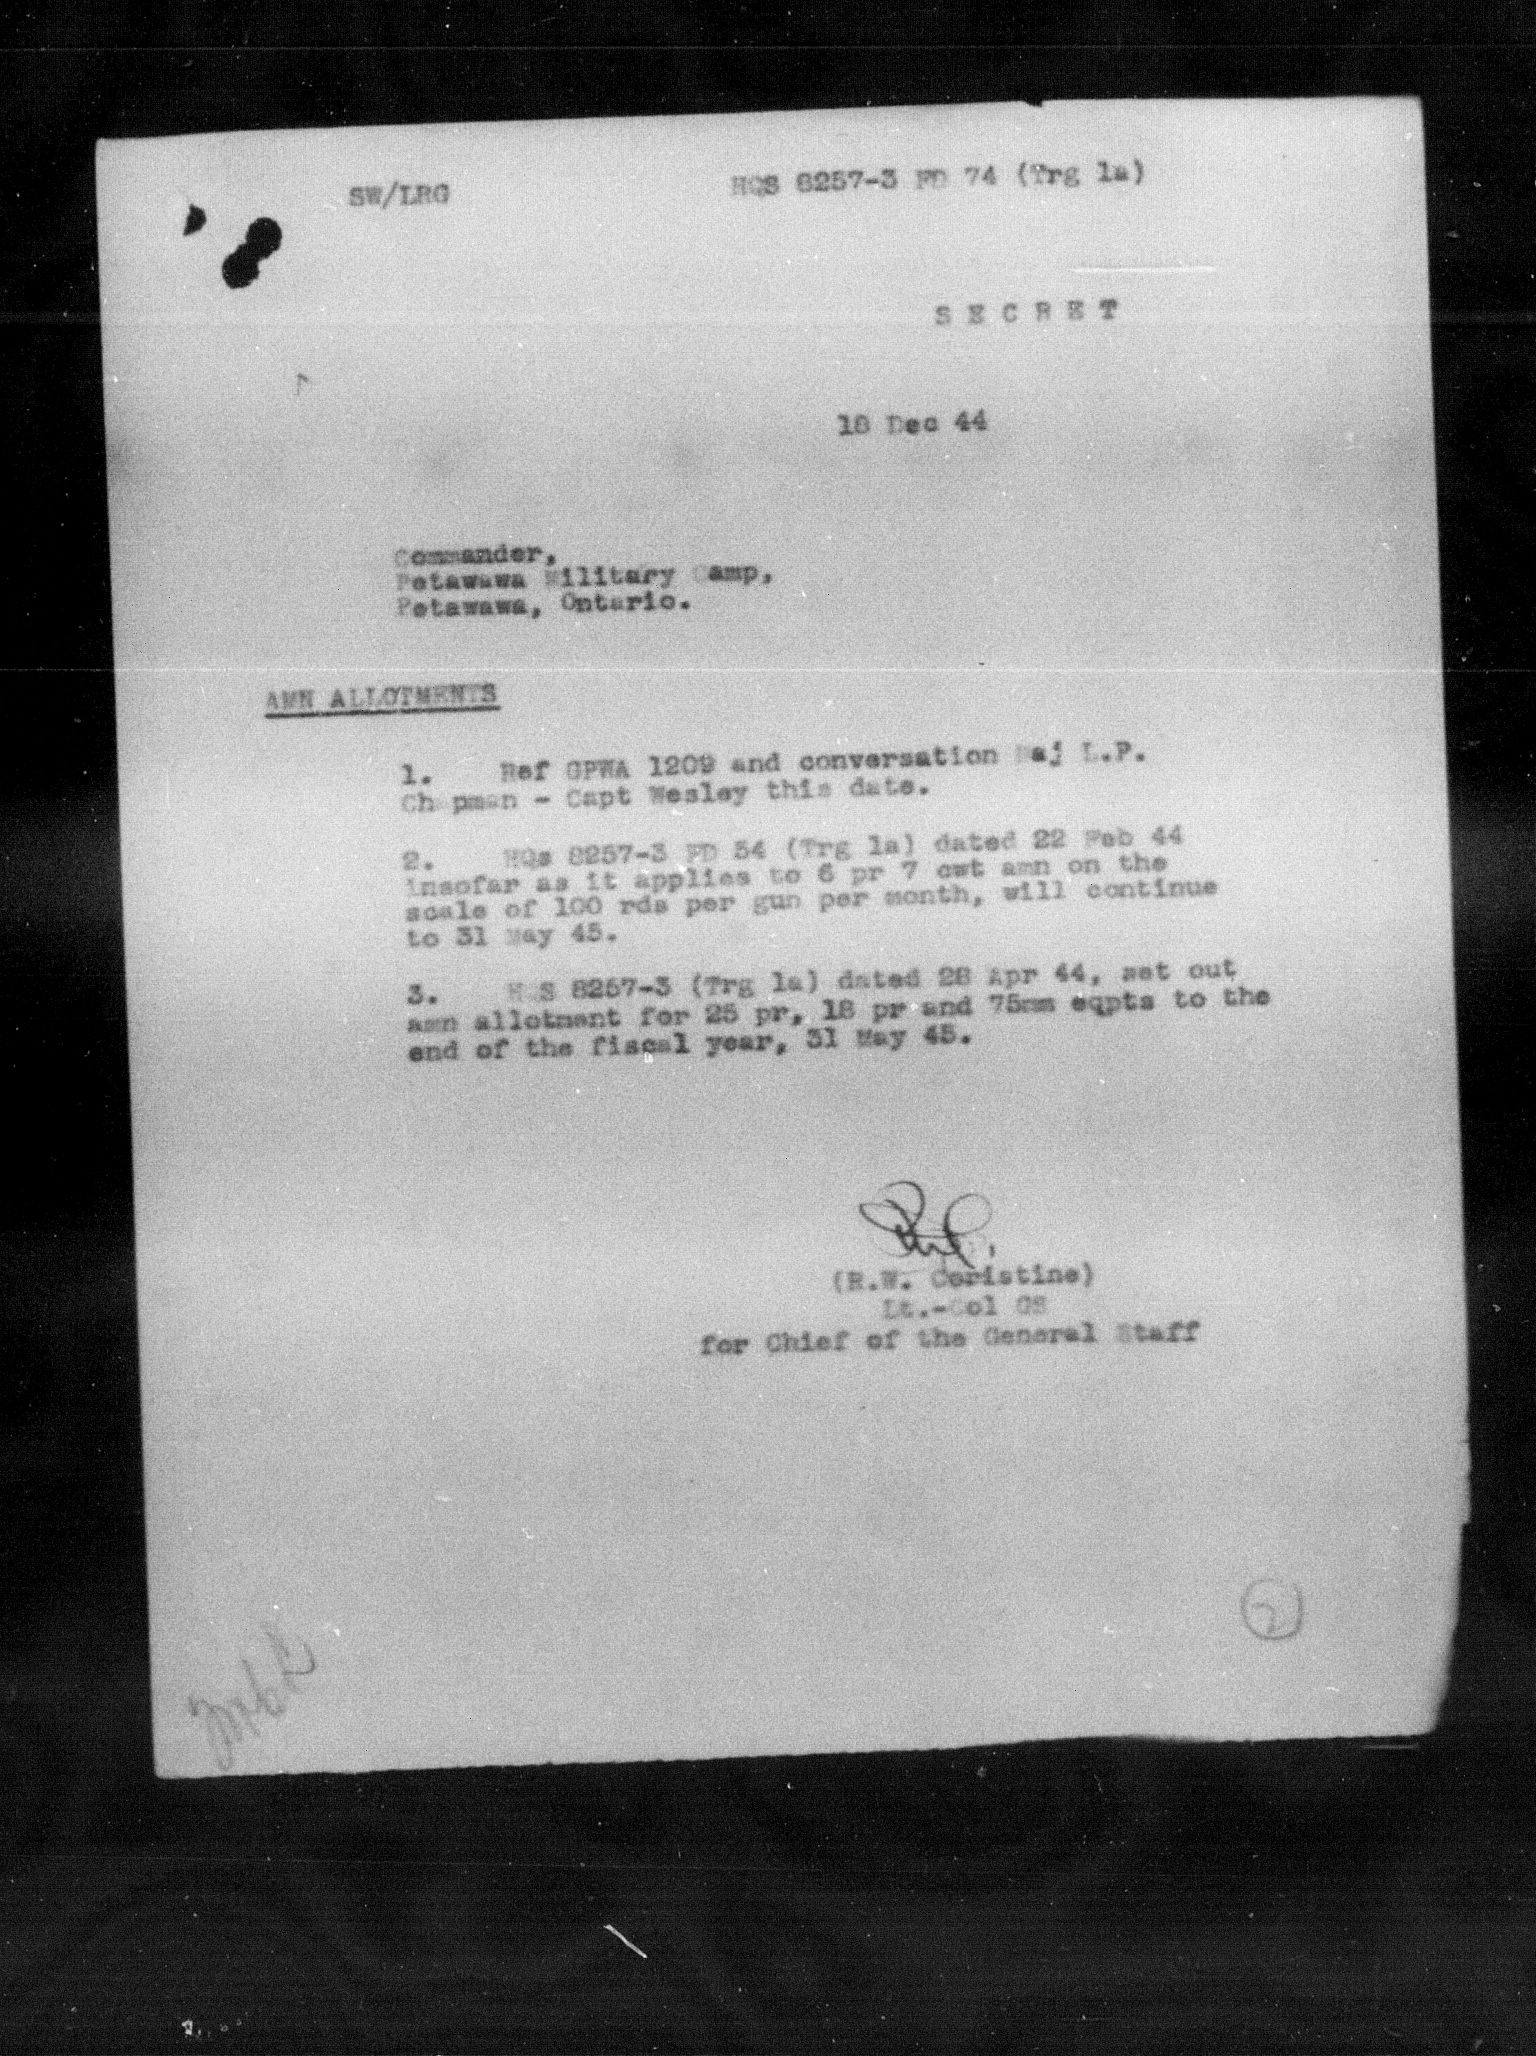 SW/LRG HQS 8257-3 FD 74 (Trg 1a)
S E C R E T
18 Dec 44
Commander,
Petawawa Military Camp,
Petawawa, Ontario.
AMN ALLOTMENTS
1. Ref GPWA 1209 and conversation Maj L.P.
Chapman - Capt Wesley this date.
2. HQs 8257-3 FD 54 (Trg 1a) dated 22 Feb 44
insofar as it applies to 6 pr 7 cwt amn on the
scale of 100 rds per gun per month, will continue
to 31 May 45.
3. HQS 8257-3 (Trg 1a) dated 28 Apr 44, set out
amn allotment for 25 pr, 18 pr and 75mm eqpts to the
end of the fiscal year, 31 May 45.
(R.W. Coristine)
Lt.-Col GS
for Chief of the General Staff
2